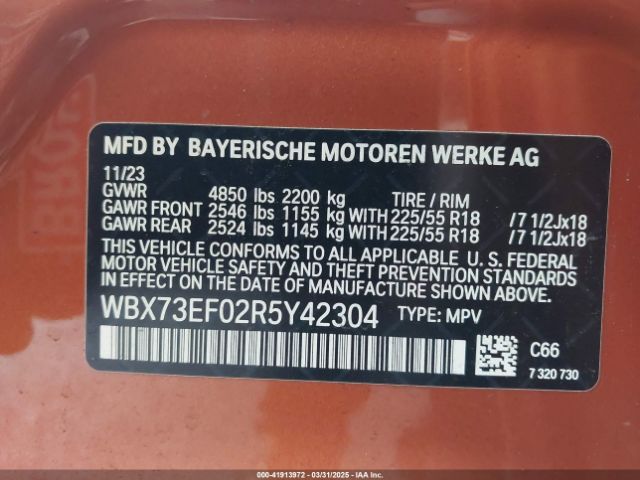 MFD BY BAYERISCHE MOTOREN WERKE AG
11/23
GVWR 4850 lbs 2200 kg TIRE / RIM
GAWR FRONT 2546 lbs 1155 kg WITH 225/55 R18 /7 1/2Jx18
GAWR REAR 2524 lbs 1145 kg WITH 225/55 R18 /7 1/2Jx18
THIS VEHICLE CONFORMS TO ALL APPLICABLE U. S. FEDERAL
MOTOR VEHICLE SAFETY AND THEFT PREVENTION STANDARDS
IN EFFECT ON THE DATE OF MANUFACTURE SHOWN ABOVE.
WBX73EF02R5Y42304 TYPE: MPV
C66
7 320 730
000-41913972 - 03/31/2025 - IAA Inc.